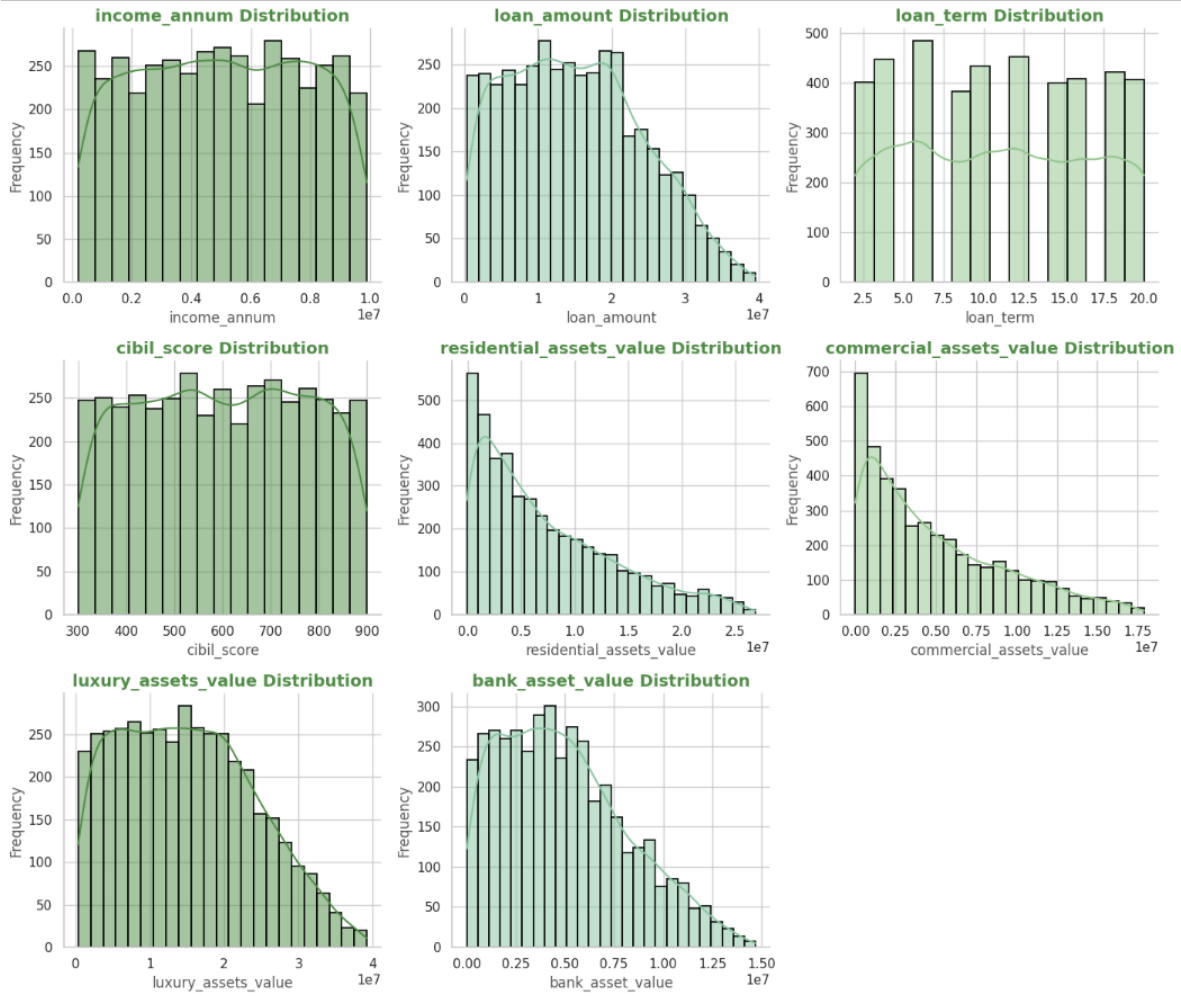 income_annum Distribution
250
200
150
100
50
0
Frequency
0.0 0.2 0.4 0.6 0.8 1.0
1e7
income_annum
loan_amount Distribution
250
200
150
100
50
0
Frequency
0 1 2 3 4
1e7
loan_amount
loan_term Distribution
500
400
300
200
100
0
Frequency
2.5 5.0 7.5 10.0 12.5 15.0 17.5 20.0
loan_term
cibil_score Distribution
250
200
150
100
50
0
Frequency
300 400 500 600 700 800 900
cibil_score
residential_assets_value Distribution
500
400
300
200
100
0
Frequency
0.0 0.5 1.0 1.5 2.0 2.5
1e7
residential_assets_value
commercial_assets_value Distribution
700
600
500
400
300
200
100
0
Frequency
0.00 0.25 0.50 0.75 1.00 1.25 1.50 1.75
1e7
commercial_assets_value
luxury_assets_value Distribution
250
200
150
100
50
0
Frequency
0 1 2 3 4
1e7
luxury_assets_value
bank_asset_value Distribution
300
250
200
150
100
50
0
Frequency
0.00 0.25 0.50 0.75 1.00 1.25 1.50
1e7
bank_asset_value